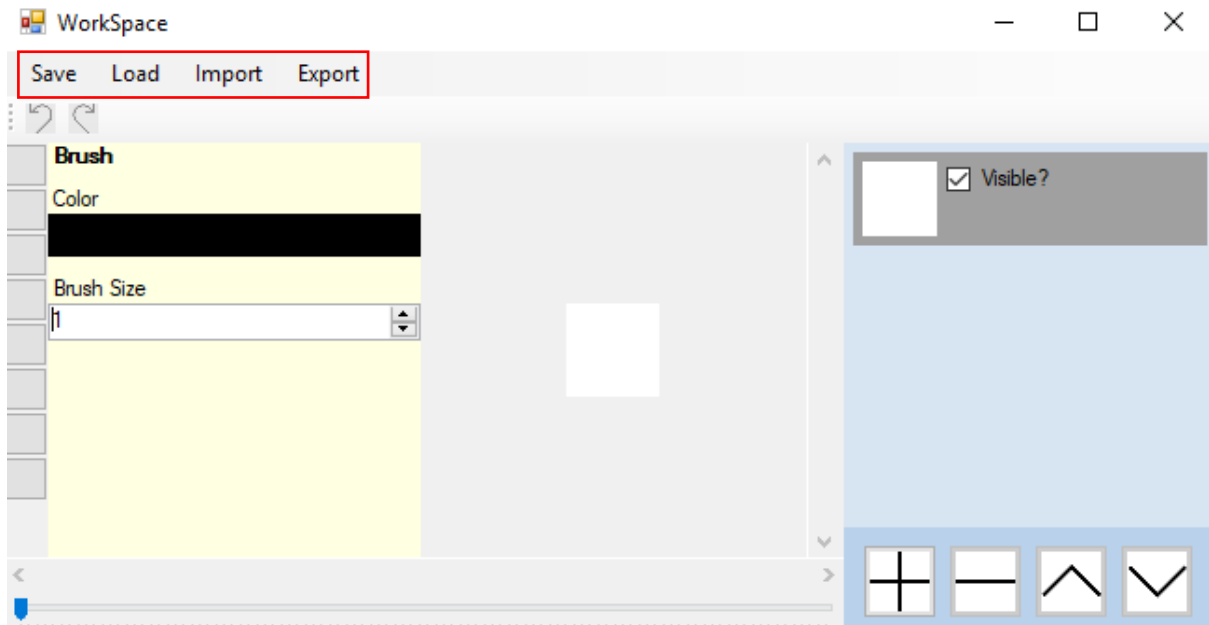 WorkSpace
Save Load Import Export
Brush
Color
Brush Size
1
Visible?